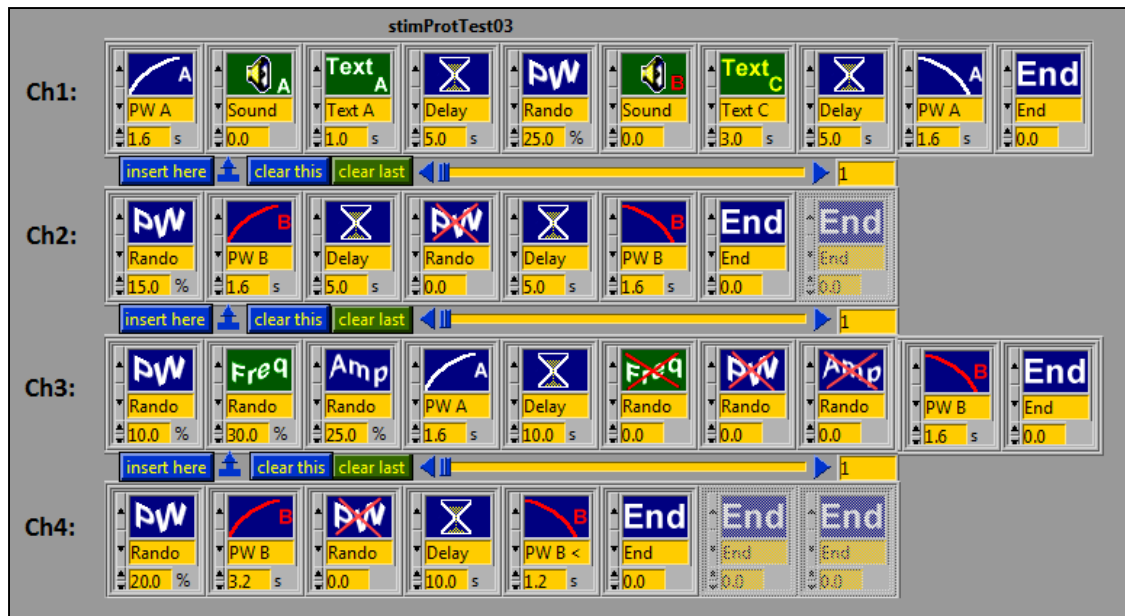 stimProtTest03
Ch1:
A A Text A PW B Text C A End
PW A Sound Text A Delay Rando Sound Text C Delay PW A End
1.6 s 0.0 1.0 s 5.0 s 25.0 % 0.0 3.0 s 5.0 s 1.6 s 0.0
insert here clear this clear last 1
Ch2:
PW B PW B End End
Rando PW B Delay Rando Delay PW B End End
15.0 % 1.6 s 5.0 s 0.0 5.0 s 1.6 s 0.0 0.0
insert here clear this clear last 1
Ch3:
PW Freq Amp A Freq PW Amp B End
Rando Rando Rando PW A Delay Rando Rando Rando PW B End
10.0 % 30.0 % 25.0 % 1.6 s 10.0 s 0.0 0.0 0.0 1.6 s 0.0
insert here clear this clear last 1
Ch4:
PW B PW B End End End
Rando PW B Rando Delay PW B < End End End
20.0 % 3.2 s 0.0 10.0 s 1.2 s 0.0 0.0 0.0